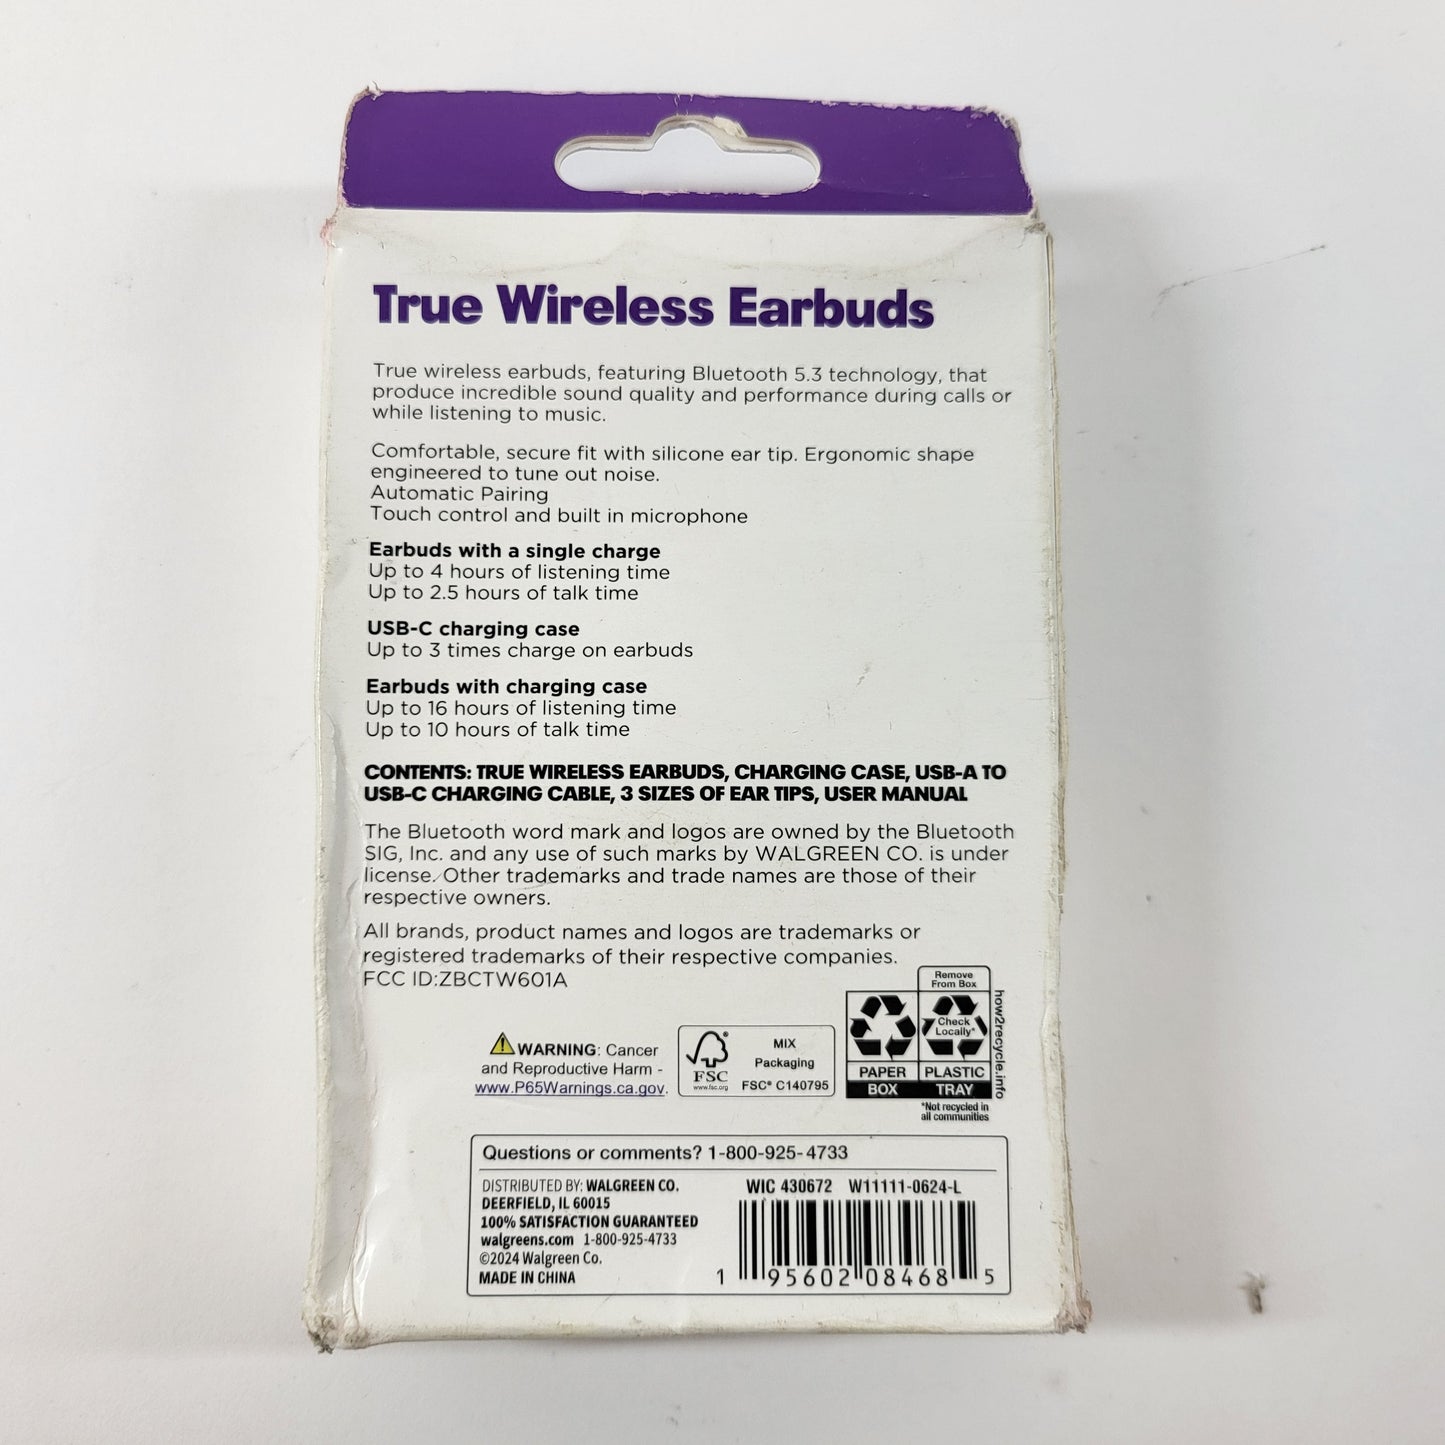 True Wireless Earbuds
True wireless earbuds, featuring Bluetooth 5.3 technology, that
produce incredible sound quality and performance during calls or
while listening to music.
Comfortable, secure fit with silicone ear tip. Ergonomic shape
engineered to tune out noise.
Automatic Pairing
Touch control and built in microphone
Earbuds with a single charge
Up to 4 hours of listening time
Up to 2.5 hours of talk time
USB-C charging case
Up to 3 times charge on earbuds
Earbuds with charging case
Up to 16 hours of listening time
Up to 10 hours of talk time
CONTENTS: TRUE WIRELESS EARBUDS, CHARGING CASE, USB-A TO
USB-C CHARGING CABLE, 3 SIZES OF EAR TIPS, USER MANUAL
The Bluetooth word mark and logos are owned by the Bluetooth
SIG, Inc. and any use of such marks by WALGREEN CO. is under
license. Other trademarks and trade names are those of their
respective owners.
All brands, product names and logos are trademarks or
registered trademarks of their respective companies.
FCC ID:ZBCTW601A
WARNING: Cancer
and Reproductive Harm -
www.P65Warnings.ca.gov.
FSC
www.fsc.org
MIX
Packaging
FSC® C140795
Remove
From Box
Check
Locally*
PAPER
BOX
PLASTIC
TRAY
how2recycle.info
*Not recycled in
all communities
Questions or comments? 1-800-925-4733
DISTRIBUTED BY: WALGREEN CO.
DEERFIELD, IL 60015
100% SATISFACTION GUARANTEED
walgreens.com 1-800-925-4733
©2024 Walgreen Co.
MADE IN CHINA
WIC 430672 W11111-0624-L
1 95602 08468 5